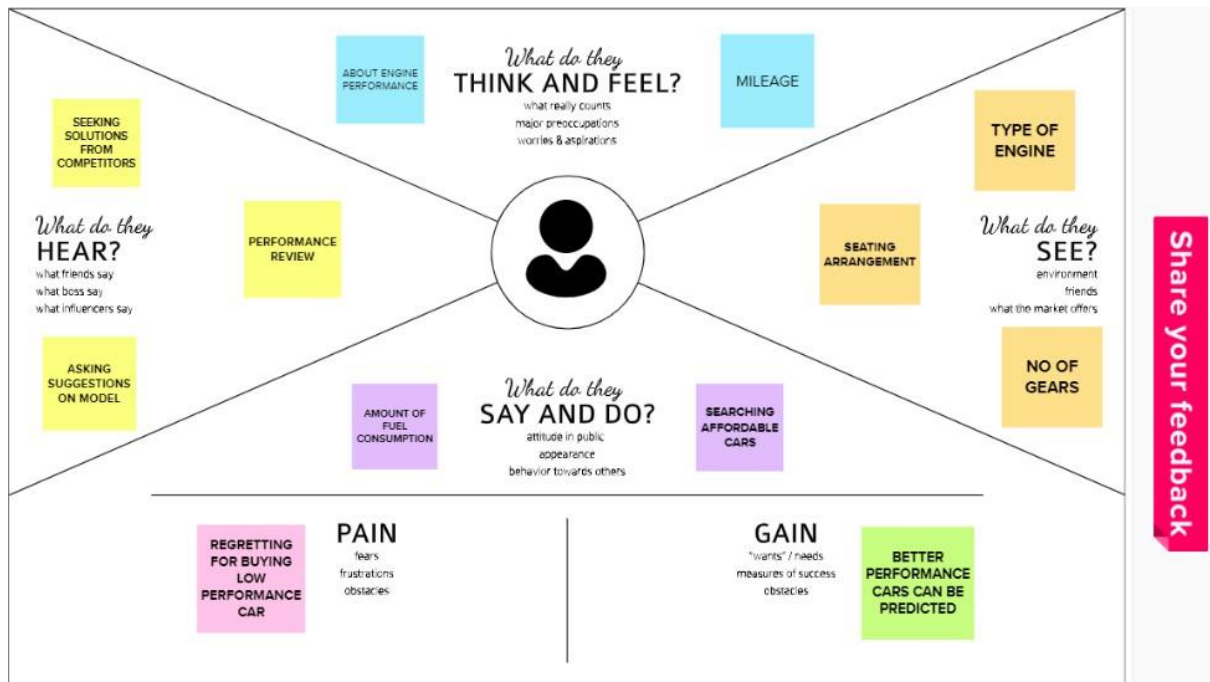 What do they
THINK AND FEEL?
what really counts
major preoccupations
worries & aspirations
ABOUT ENGINE
PERFORMANCE
MILEAGE
SEEKING
SOLUTIONS
FROM
COMPETITORS
What do they
HEAR?
what friends say
what boss say
what influencers say
PERFORMANCE
REVIEW
ASKING
SUGGESTIONS
ON MODEL
TYPE OF
ENGINE
SEATING
ARRANGEMENT
What do they
SEE?
environment
friends
what the market offers
NO OF
GEARS
What do they
SAY AND DO?
attitude in public
appearance
behavior towards others
AMOUNT OF
FUEL
CONSUMPTION
SEARCHING
AFFORDABLE
CARS
REGRETTING
FOR BUYING
LOW
PERFORMANCE
CAR
PAIN
fears
frustrations
obstacles
GAIN
"wants" / needs
measures of success
obstacles
BETTER
PERFORMANCE
CARS CAN BE
PREDICTED
Share your feedback